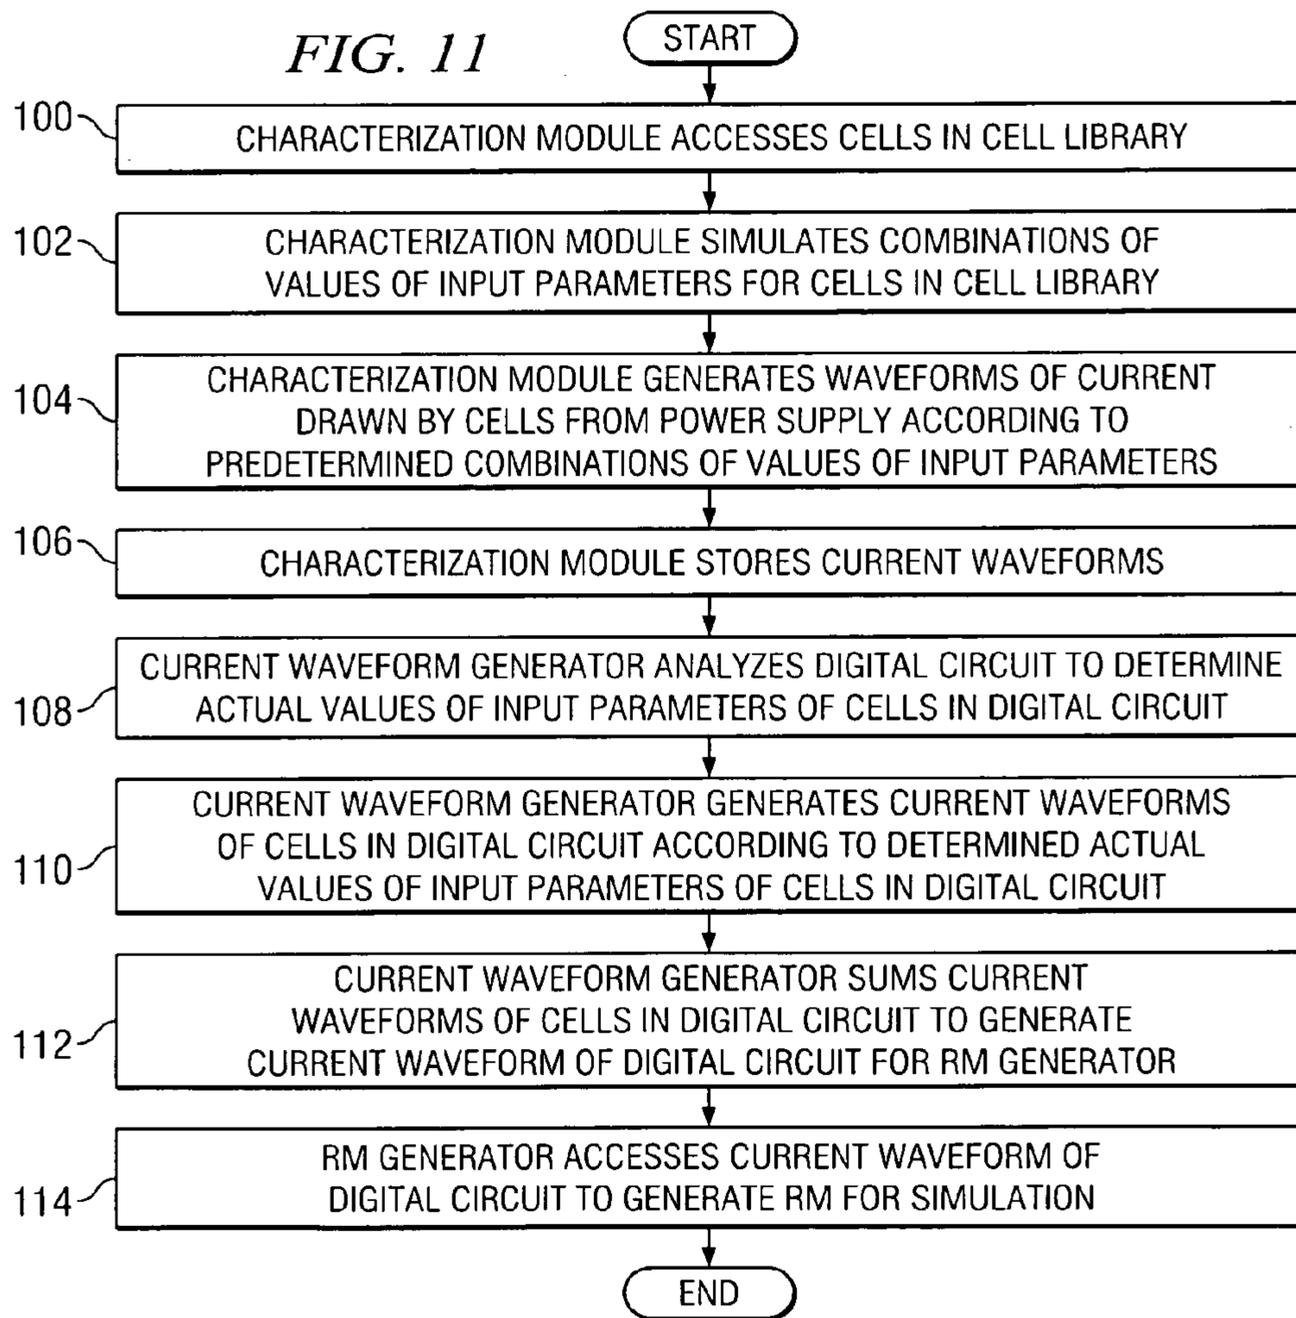 FIG. 11
START
100
CHARACTERIZATION MODULE ACCESSES CELLS IN CELL LIBRARY
102
CHARACTERIZATION MODULE SIMULATES COMBINATIONS OF
VALUES OF INPUT PARAMETERS FOR CELLS IN CELL LIBRARY
104
CHARACTERIZATION MODULE GENERATES WAVEFORMS OF CURRENT
DRAWN BY CELLS FROM POWER SUPPLY ACCORDING TO
PREDETERMINED COMBINATIONS OF VALUES OF INPUT PARAMETERS
106
CHARACTERIZATION MODULE STORES CURRENT WAVEFORMS
108
CURRENT WAVEFORM GENERATOR ANALYZES DIGITAL CIRCUIT TO DETERMINE
ACTUAL VALUES OF INPUT PARAMETERS OF CELLS IN DIGITAL CIRCUIT
110
CURRENT WAVEFORM GENERATOR GENERATES CURRENT WAVEFORMS
OF CELLS IN DIGITAL CIRCUIT ACCORDING TO DETERMINED ACTUAL
VALUES OF INPUT PARAMETERS OF CELLS IN DIGITAL CIRCUIT
112
CURRENT WAVEFORM GENERATOR SUMS CURRENT
WAVEFORMS OF CELLS IN DIGITAL CIRCUIT TO GENERATE
CURRENT WAVEFORM OF DIGITAL CIRCUIT FOR RM GENERATOR
114
RM GENERATOR ACCESSES CURRENT WAVEFORM OF
DIGITAL CIRCUIT TO GENERATE RM FOR SIMULATION
END